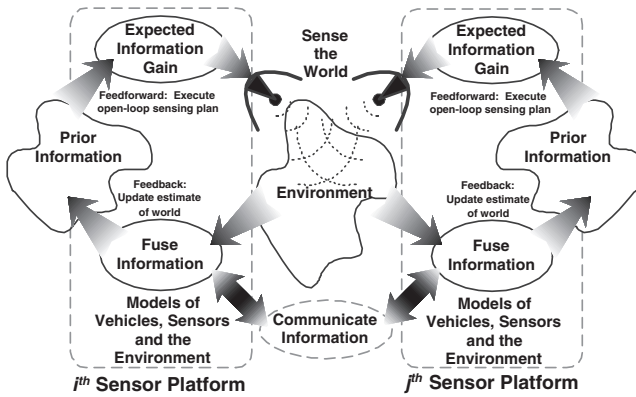 Expected
Information
Gain
Feedforward: Execute
open-loop sensing plan
Prior
Information
Feedback:
Update estimate
of world
Fuse
Information
Models of
Vehicles, Sensors
and the
Environment
i^th Sensor Platform
Sense
the
World
Environment
Communicate
Information
Expected
Information
Gain
Feedforward: Execute
open-loop sensing plan
Prior
Information
Feedback:
Update estimate
of world
Fuse
Information
Models of
Vehicles, Sensors
and the
Environment
j^th Sensor Platform